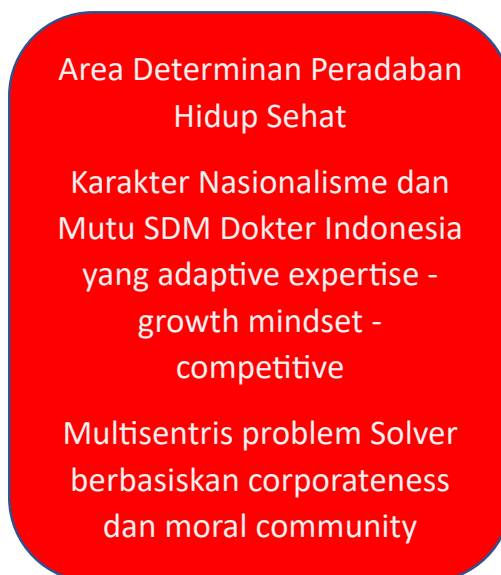 Area Determinan Peradaban
Hidup Sehat
Karakter Nasionalisme dan
Mutu SDM Dokter Indonesia
yang adaptive expertise -
growth mindset -
competitive
Multisentris problem Solver
berbasiskan corporateness
dan moral community